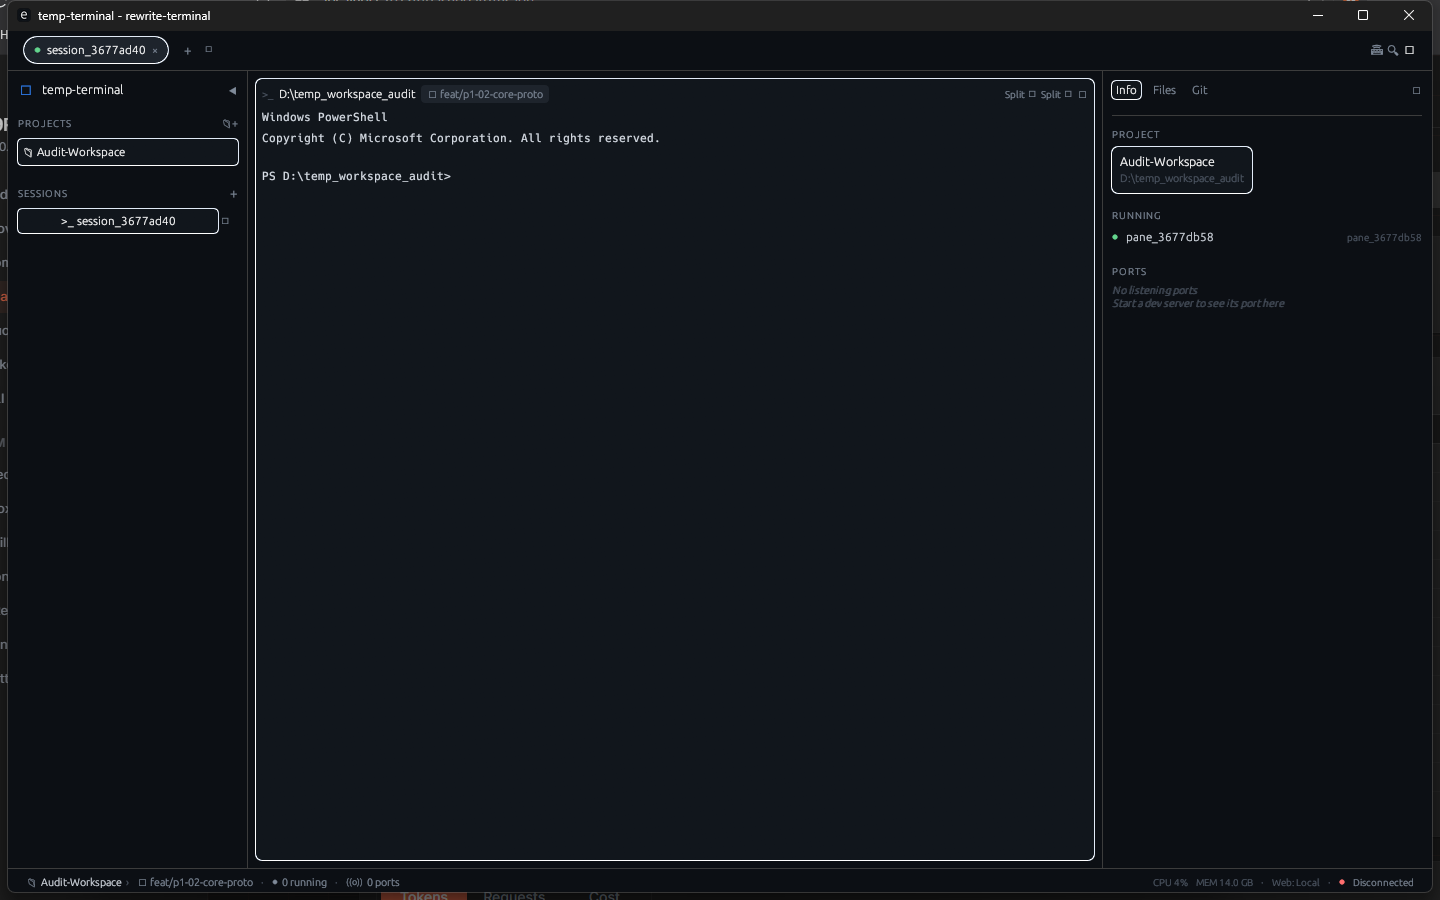 temp-terminal - rewrite-terminal
session_3677ad40 × +
temp-terminal
PROJECTS
Audit-Workspace
SESSIONS +
>_ session_3677ad40
>_ D:\temp_workspace_audit feat/p1-02-core-proto Split Split
Windows PowerShell
Copyright (C) Microsoft Corporation. All rights reserved.
PS D:\temp_workspace_audit>
Info Files Git
PROJECT
Audit-Workspace
D:\temp_workspace_audit
RUNNING
pane_3677db58 pane_3677db58
PORTS
No listening ports
Start a dev server to see its port here
Audit-Workspace › feat/p1-02-core-proto · 0 running · ((o)) 0 ports
CPU 4% MEM 14.0 GB · Web: Local · Disconnected
Tokens Requests Cost